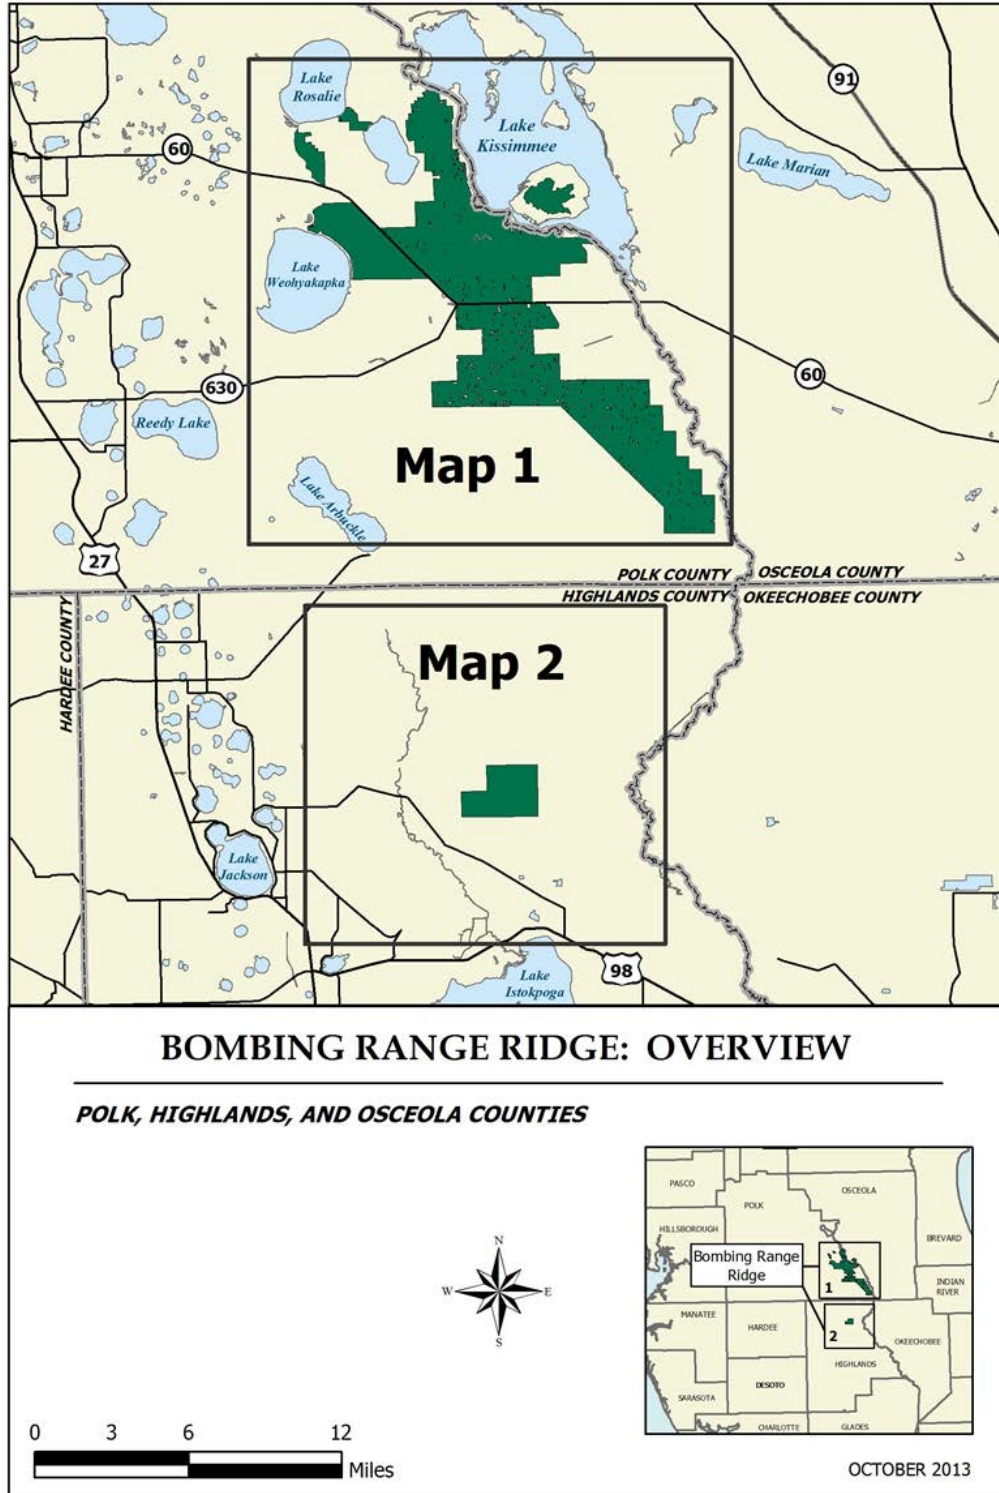 Lake
Rosalie
91
Lake
Kissimmee
60
Lake Marian
Lake
Weohyakapka
60
630
Reedy Lake
Map 1
Lake Arbuckle
27
POLK COUNTY
OSCEOLA COUNTY
HIGHLANDS COUNTY
OKEECHOBEE COUNTY
HARDEE COUNTY
Map 2
Lake
Jackson
98
Lake
Istokpoga
BOMBING RANGE RIDGE: OVERVIEW
POLK, HIGHLANDS, AND OSCEOLA COUNTIES
N
W
E
S
PASCO
OSCEOLA
POLK
HILLSBOROUGH
BREVARD
Bombing Range
Ridge
INDIAN
RIVER
1
MANATEE
HARDEE
2
OKEECHOBEE
HIGHLANDS
DESOTO
SARASOTA
CHARLOTTE
GLADES
0 3 6 12
Miles
OCTOBER 2013